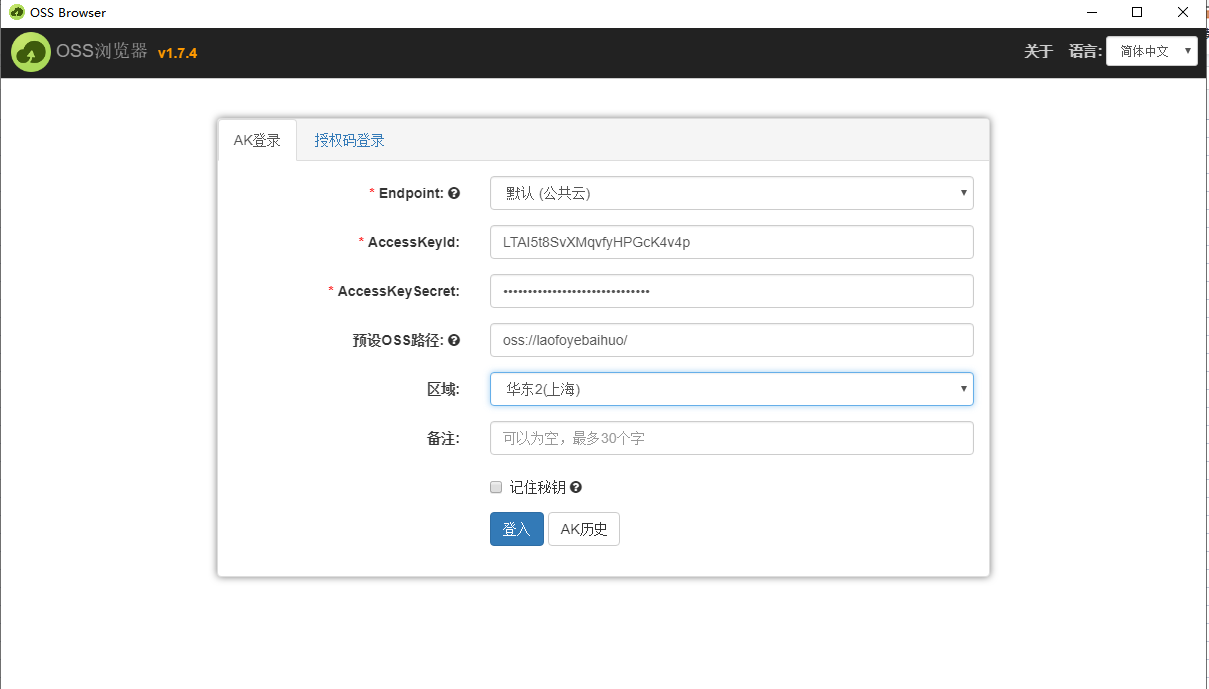 OSS Browser
OSS浏览器 v1.7.4 关于 语言: 简体中文
AK登录 授权码登录
* Endpoint: 默认 (公共云)
* AccessKeyId: LTAI5t8SvXMqvfyHPGcK4v4p
* AccessKeySecret: ••••••••••••••••••••••••••••••
预设OSS路径: oss://laofoyebaihuo/
区域: 华东2(上海)
备注: 可以为空，最多30个字
记住秘钥
登入 AK历史